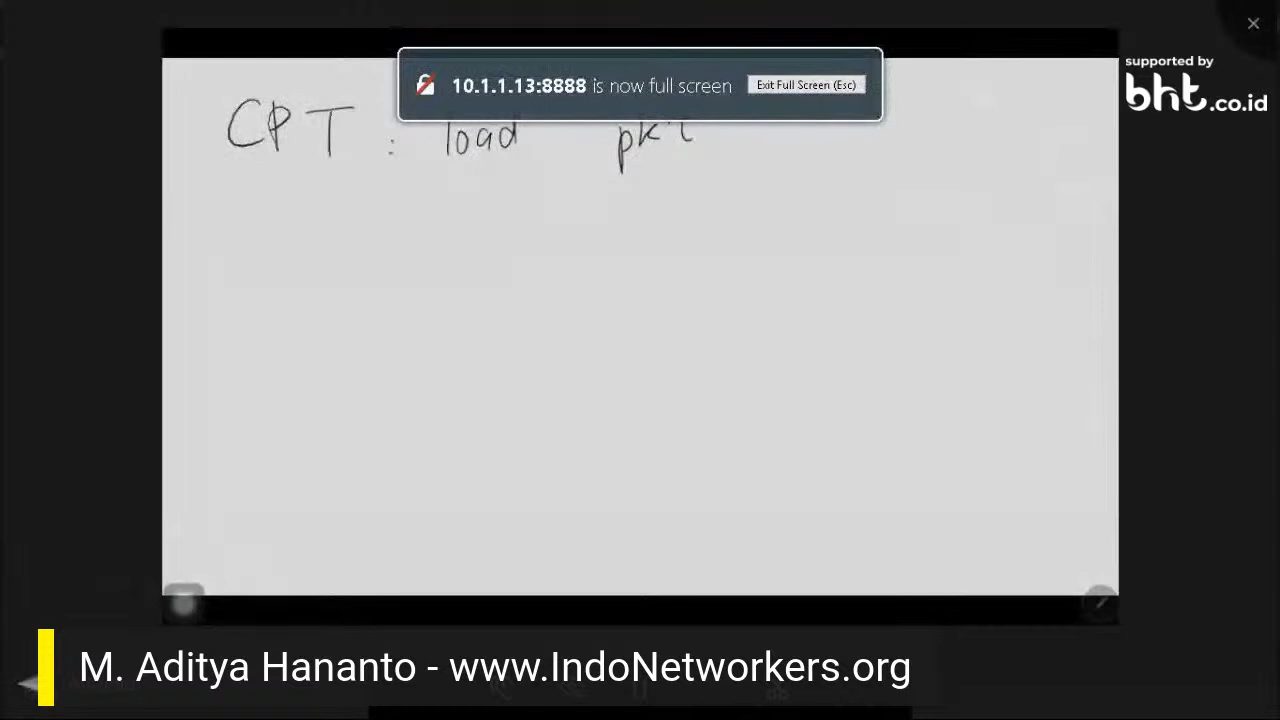 supported by
bht.co.id
10.1.1.13:8888 is now full screen Exit Full Screen (Esc)
CPT : load pkt
M. Aditya Hananto - www.IndoNetworkers.org